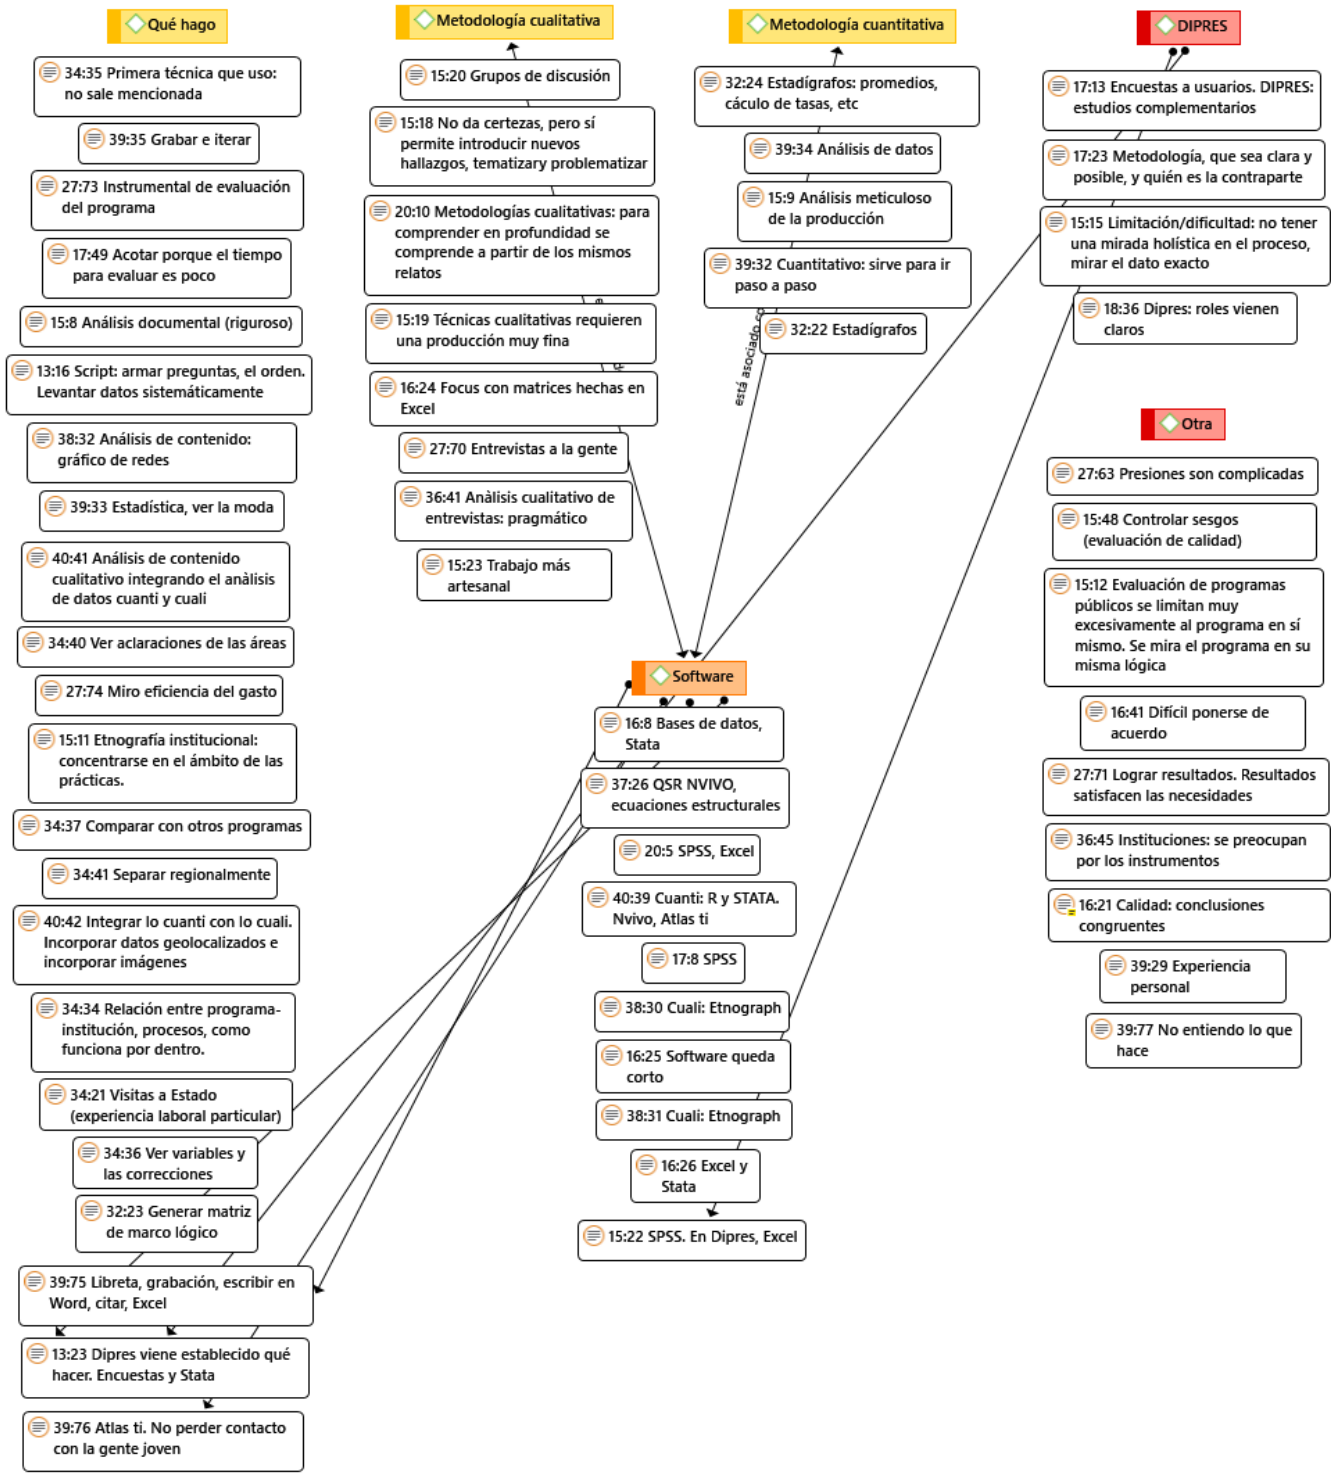 Qué hago
34:35 Primera técnica que uso:
no sale mencionada
39:35 Grabar e iterar
27:73 Instrumental de evaluación
del programa
17:49 Acotar porque el tiempo
para evaluar es poco
15:8 Análisis documental (riguroso)
13:16 Script: armar preguntas, el orden.
Levantar datos sistemáticamente
38:32 Análisis de contenido:
gráfico de redes
39:33 Estadística, ver la moda
40:41 Análisis de contenido
cualitativo integrando el anàlisis
de datos cuanti y cuali
34:40 Ver aclaraciones de las áreas
27:74 Miro eficiencia del gasto
15:11 Etnografía institucional:
concentrarse en el ámbito de las
prácticas.
34:37 Comparar con otros programas
34:41 Separar regionalmente
40:42 Integrar lo cuanti con lo cuali.
Incorporar datos geolocalizados e
incorporar imágenes
34:34 Relación entre programa-
institución, procesos, como
funciona por dentro.
34:21 Visitas a Estado
(experiencia laboral particular)
34:36 Ver variables y
las correcciones
32:23 Generar matriz
de marco lógico
39:75 Libreta, grabación, escribir en
Word, citar, Excel
13:23 Dipres viene establecido qué
hacer. Encuestas y Stata
39:76 Atlas ti. No perder contacto
con la gente joven
Metodología cualitativa
15:20 Grupos de discusión
15:18 No da certezas, pero sí
permite introducir nuevos
hallazgos, tematizary problematizar
20:10 Metodologías cualitativas: para
comprender en profundidad se
comprende a partir de los mismos
relatos
15:19 Técnicas cualitativas requieren
una producción muy fina
16:24 Focus con matrices hechas en
Excel
27:70 Entrevistas a la gente
36:41 Anàlisis cualitativo de
entrevistas: pragmático
15:23 Trabajo más
artesanal
Metodología cuantitativa
32:24 Estadígrafos: promedios,
cáculo de tasas, etc
39:34 Análisis de datos
15:9 Análisis meticuloso
de la producción
39:32 Cuantitativo: sirve para ir
paso a paso
32:22 Estadígrafos
está asociado
Software
16:8 Bases de datos,
Stata
37:26 QSR NVIVO,
ecuaciones estructurales
20:5 SPSS, Excel
40:39 Cuanti: R y STATA.
Nvivo, Atlas ti
17:8 SPSS
38:30 Cuali: Etnograph
16:25 Software queda
corto
38:31 Cuali: Etnograph
16:26 Excel y
Stata
15:22 SPSS. En Dipres, Excel
DIPRES
17:13 Encuestas a usuarios. DIPRES:
estudios complementarios
17:23 Metodología, que sea clara y
posible, y quién es la contraparte
15:15 Limitación/dificultad: no tener
una mirada holística en el proceso,
mirar el dato exacto
18:36 Dipres: roles vienen
claros
Otra
27:63 Presiones son complicadas
15:48 Controlar sesgos
(evaluación de calidad)
15:12 Evaluación de programas
públicos se limitan muy
excesivamente al programa en sí
mismo. Se mira el programa en su
misma lógica
16:41 Difícil ponerse de
acuerdo
27:71 Lograr resultados. Resultados
satisfacen las necesidades
36:45 Instituciones: se preocupan
por los instrumentos
16:21 Calidad: conclusiones
congruentes
39:29 Experiencia
personal
39:77 No entiendo lo que
hace